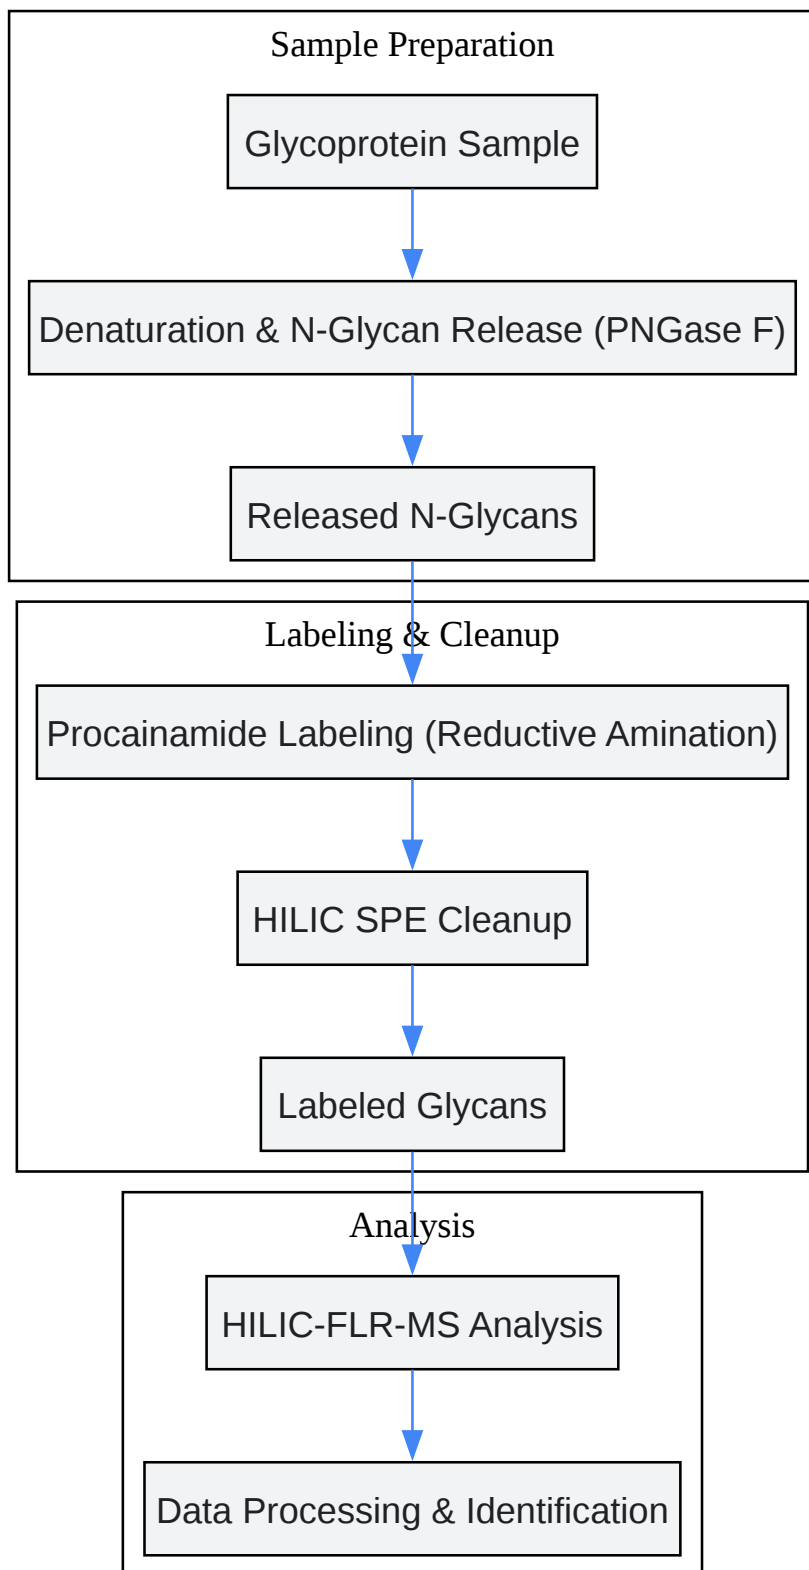 Sample Preparation
Glycoprotein Sample
Denaturation & N-Glycan Release (PNGase F)
Released N-Glycans
Labeling & Cleanup
Procainamide Labeling (Reductive Amination)
HILIC SPE Cleanup
Labeled Glycans
Analysis
HILIC-FLR-MS Analysis
Data Processing & Identification